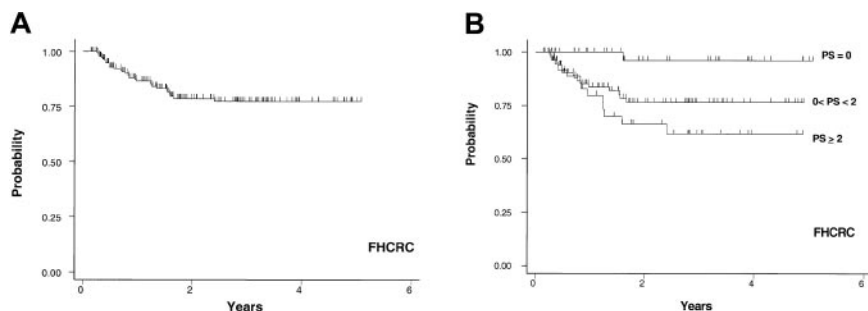 A
Probability
1.00
0.75
0.50
0.25
0.00
FHCRC
0
2
4
6
Years
B
Probability
1.00
0.75
0.50
0.25
0.00
PS = 0
0< PS < 2
PS ≥ 2
FHCRC
0
2
4
6
Years